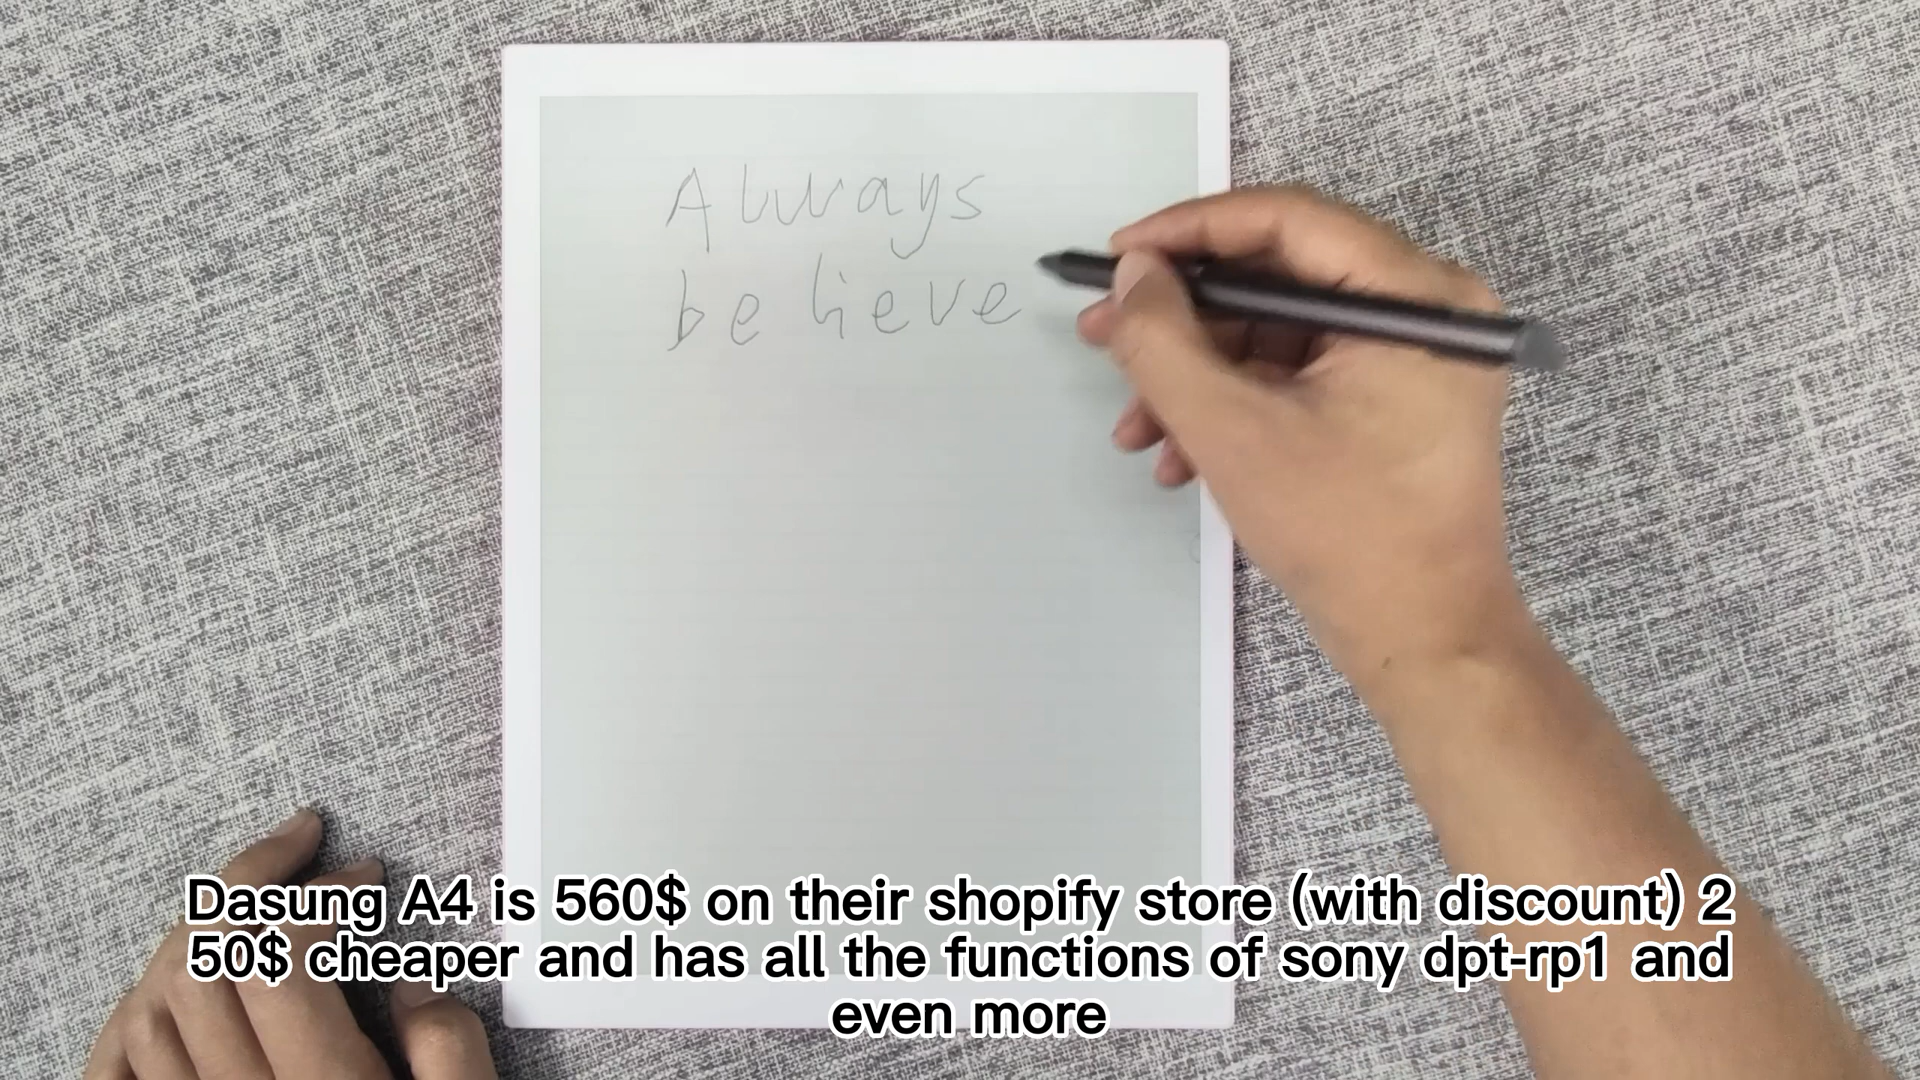 Always
believe
Dasung A4 is 560$ on their shopify store (with discount) 2
50$ cheaper and has all the functions of sony dpt-rp1 and
even more